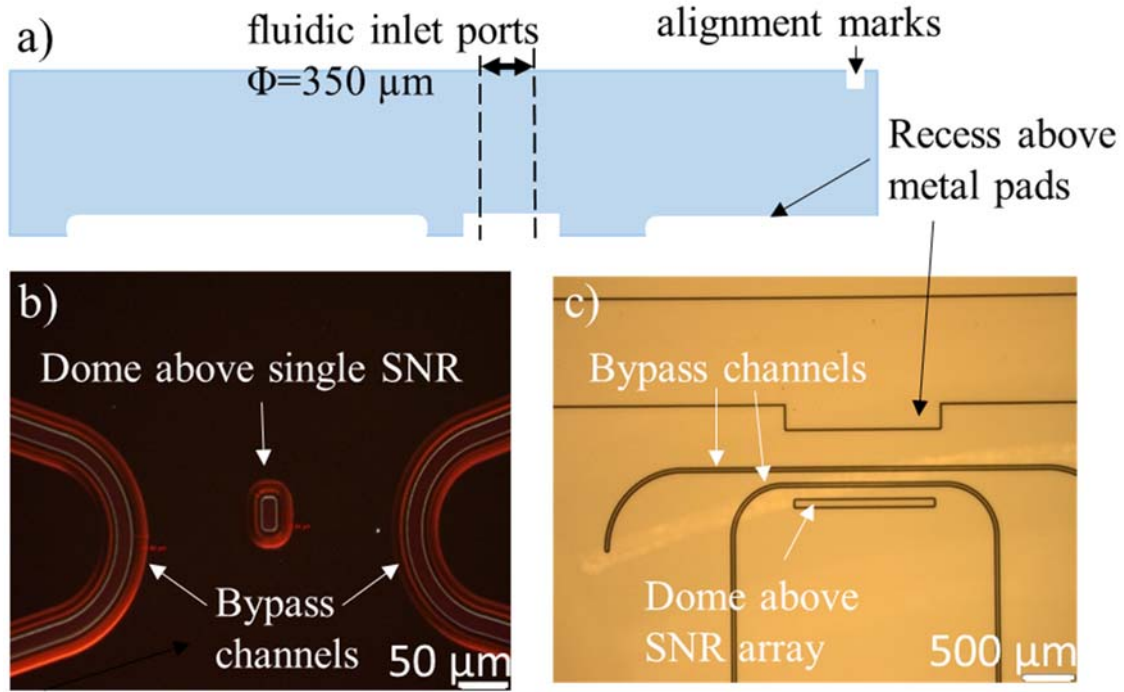 a)
fluidic inlet ports
Φ=350 µm
alignment marks
Recess above
metal pads
b)
Dome above single SNR
Bypass
channels
50 µm
c)
Bypass channels
Dome above
SNR array
500 µm